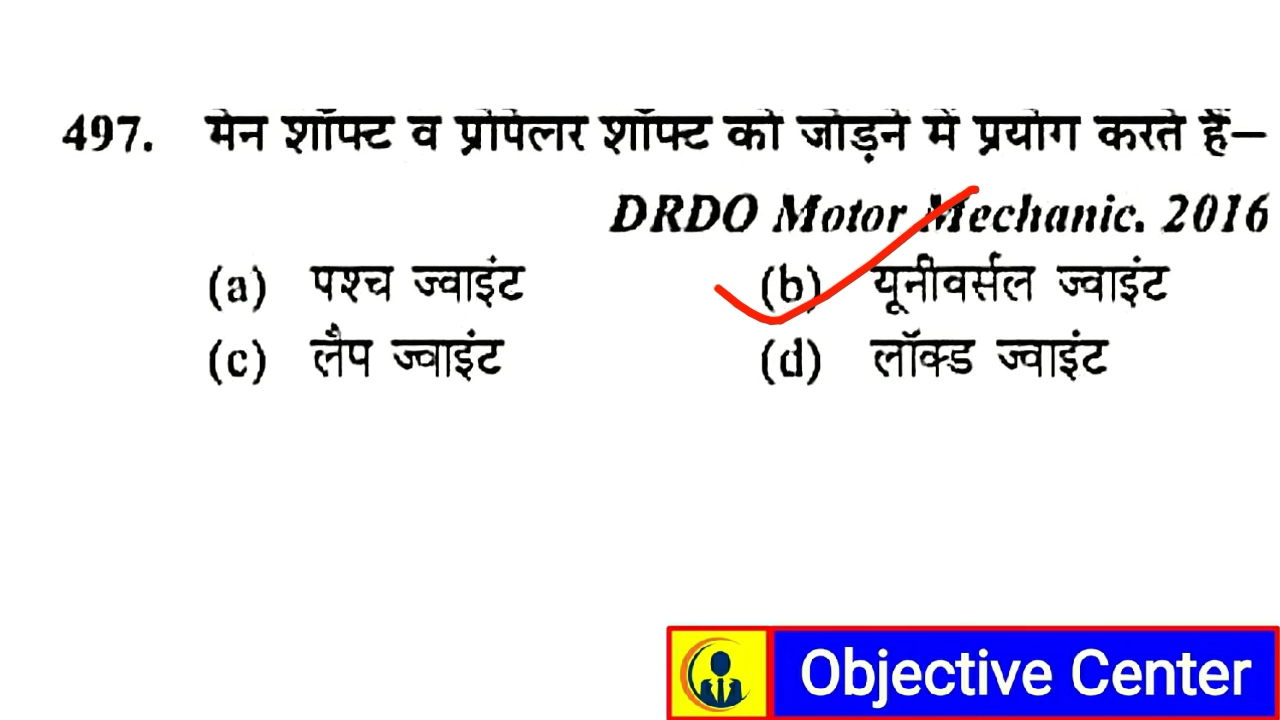 497. मेन शॉफ्ट व प्रोपेलर शॉफ्ट को जोड़ने में प्रयोग करते हैं–
DRDO Motor Mechanic. 2016
(a) पश्च ज्वाइंट (b) यूनीवर्सल ज्वाइंट
(c) लैप ज्वाइंट (d) लॉक्ड ज्वाइंट
Objective Center